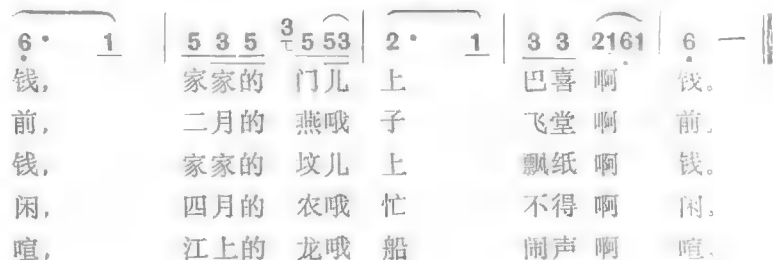 6· 1 | 5 3 5 3 5 53 | 2· 1 | 3 3 2161 | 6 —
钱， 家家的 门儿 上 巴喜 啊 钱。
前， 二月的 燕哦 子 飞堂 啊 前。
钱， 家家的 坟儿 上 飘纸 啊 钱。
闲， 四月的 农哦 忙 不得 啊 闲。
喧， 江上的 龙哦 船 闹声 啊 喧。